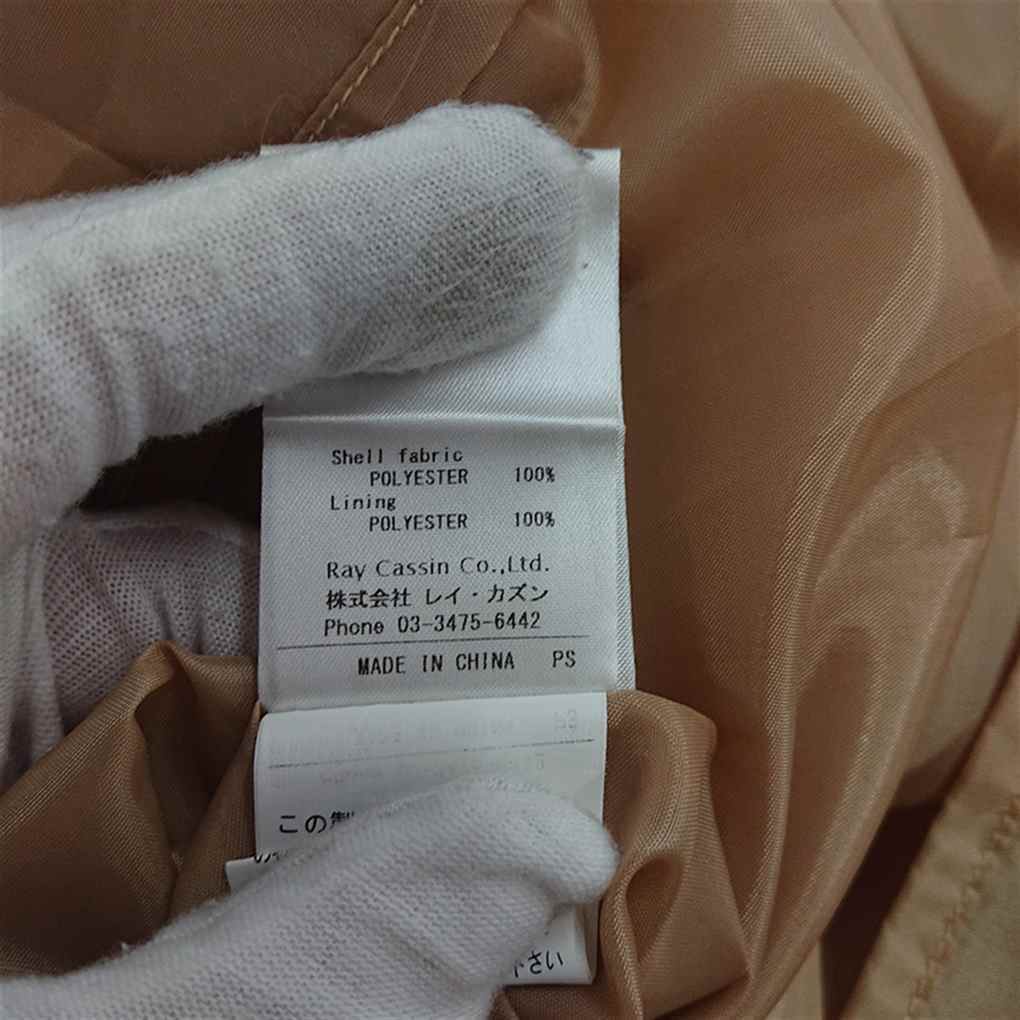 Shell fabric
POLYESTER 100%
Lining
POLYESTER 100%
Ray Cassin Co.,Ltd.
株式会社 レイ・カズン
Phone 03-3475-6442
MADE IN CHINA PS
この製
下さい